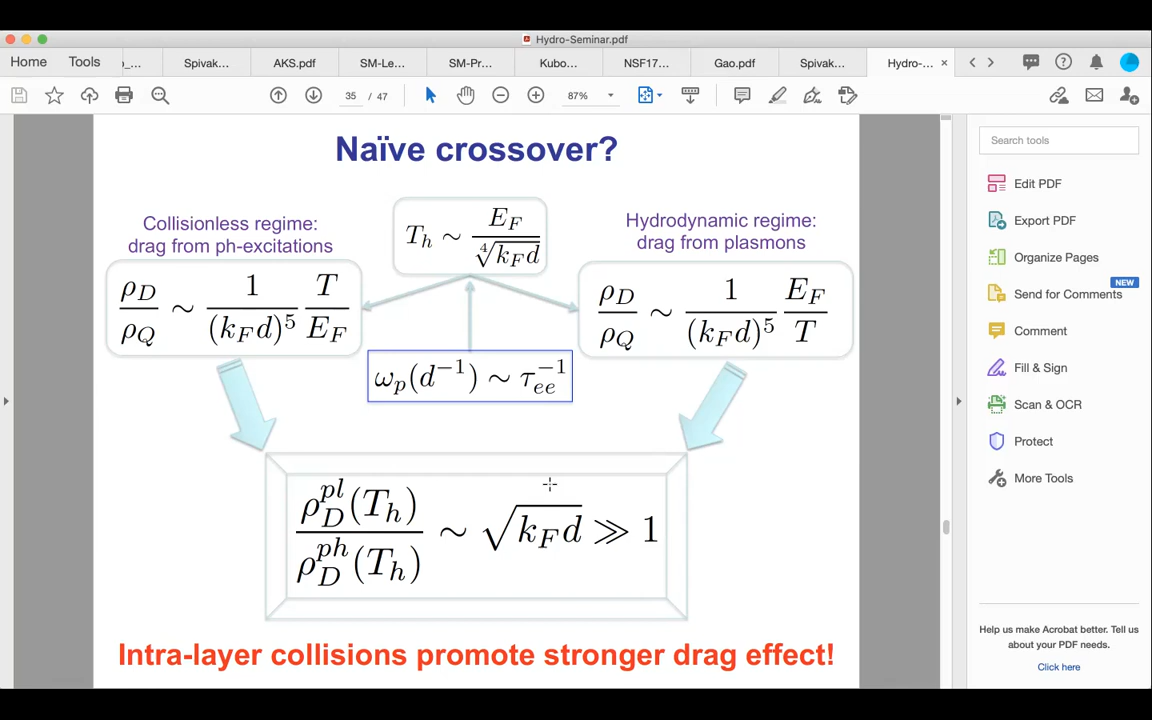 Hydro-Seminar.pdf
Home Tools ..._... Spivak... AKS.pdf SM-Le... SM-Pr... Kubo... NSF17... Gao.pdf Spivak... Hydro-... ×
35 / 47 87%
Search tools
Edit PDF
Export PDF
Organize Pages
NEW
Send for Comments
Comment
Fill & Sign
Scan & OCR
Protect
More Tools
Help us make Acrobat better. Tell us
about your PDF needs.
Click here
Naïve crossover?
Collisionless regime:
drag from ph-excitations
ρ_D/ρ_Q ∼ 1/(k_F d)^5 T/E_F
T_h ∼ E_F/∜(k_F d)
ω_p(d^{-1}) ∼ τ_{ee}^{-1}
Hydrodynamic regime:
drag from plasmons
ρ_D/ρ_Q ∼ 1/(k_F d)^5 E_F/T
ρ_D^{pl}(T_h)/ρ_D^{ph}(T_h) ∼ √(k_F d) ≫ 1
Intra-layer collisions promote stronger drag effect!